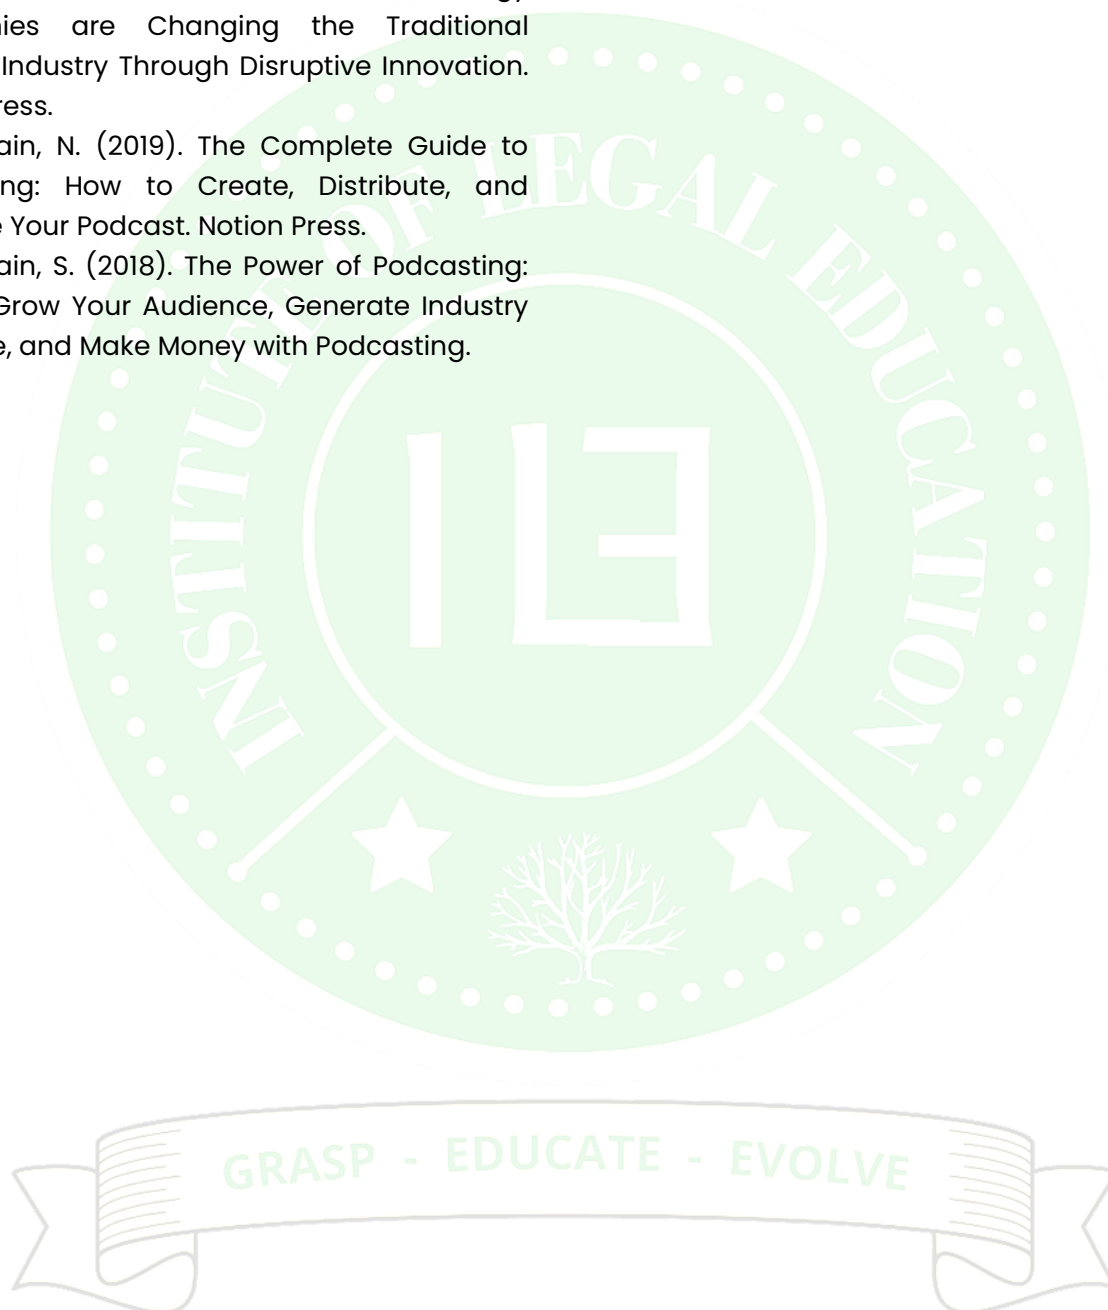 nies are Changing the Traditional
Industry Through Disruptive Innovation.
ress.
ain, N. (2019). The Complete Guide to
ng: How to Create, Distribute, and
e Your Podcast. Notion Press.
ain, S. (2018). The Power of Podcasting:
Grow Your Audience, Generate Industry
e, and Make Money with Podcasting.
INSTITUTE OF LEGAL EDUCATION
ILE
GRASP - EDUCATE - EVOLVE